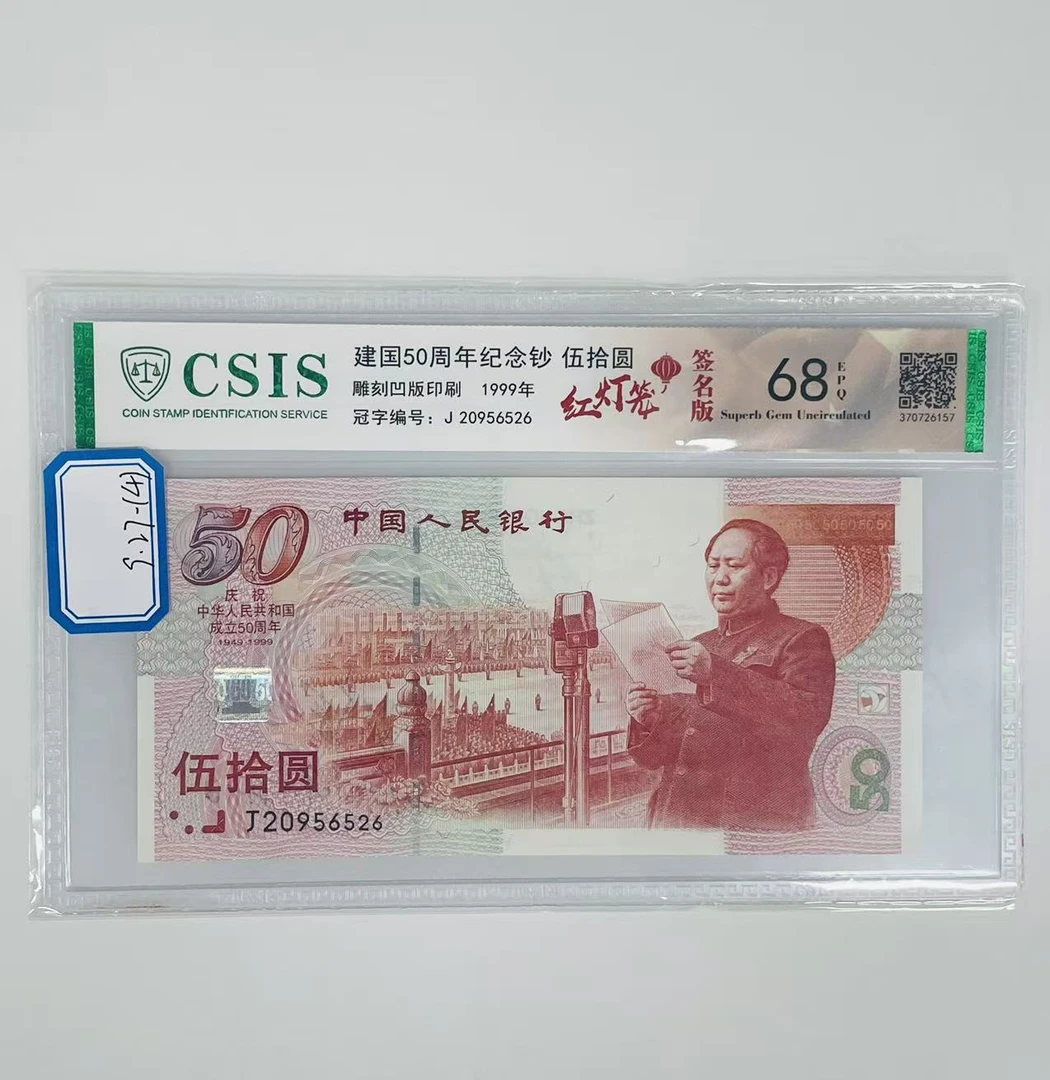 CSIS
COIN STAMP IDENTIFICATION SERVICE
建国50周年纪念钞 伍拾圆
雕刻凹版印刷 1999年
冠字编号：J 20956526
红灯笼
签名版
68
EPQ
Superb Gem Uncirculated
370726157
9.27-(4)
50
中国人民银行
庆祝
中华人民共和国
成立50周年
1949-1999
伍拾圆
J20956526
50